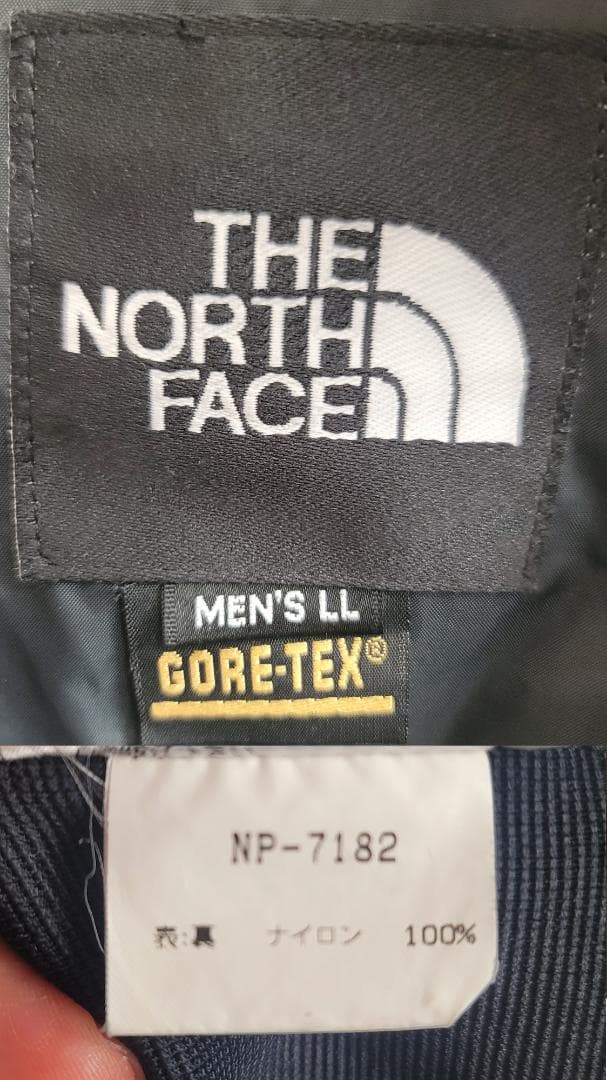 THE
NORTH
FACE
MEN'S LL
GORE-TEX®
NP-7182
表:裏 ナイロン 100%